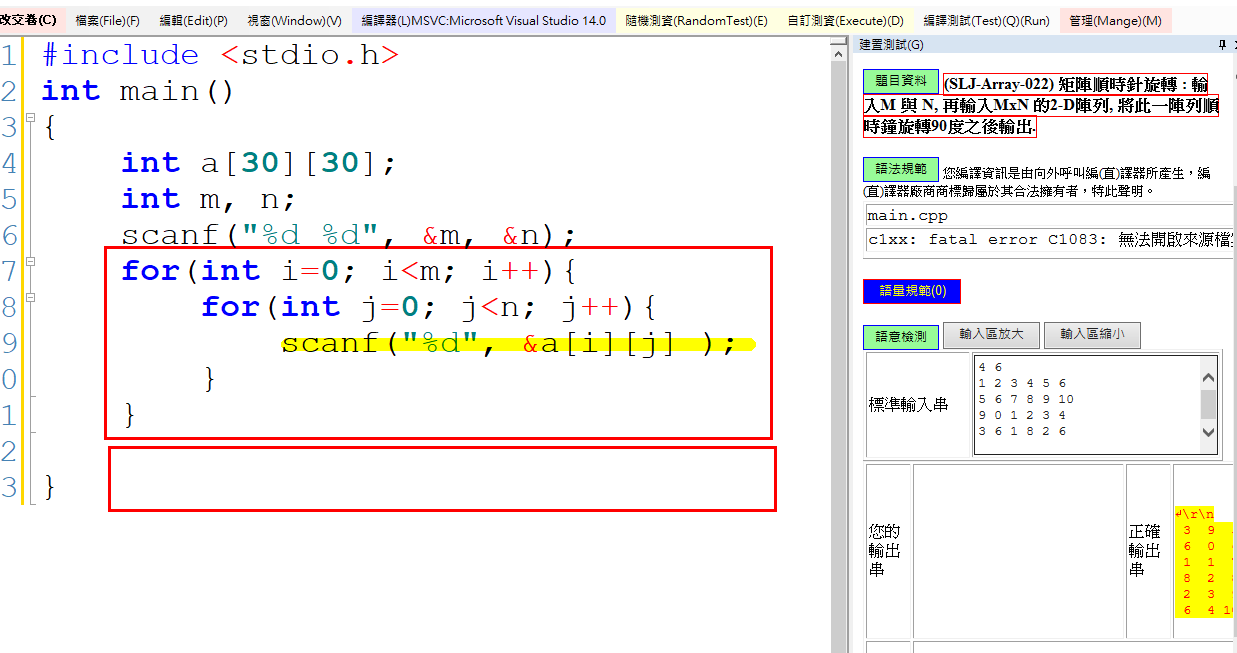 改交卷(C) 檔案(File)(F) 編輯(Edit)(P) 視窗(Window)(V) 編譯器(L)MSVC:Microsoft Visual Studio 14.0 隨機測資(RandomTest)(E) 自訂測資(Execute)(D) 編譯測試(Test)(Q)(Run) 管理(Mange)(M)
1 #include <stdio.h>
2 int main()
3 {
4 int a[30][30];
5 int m, n;
6 scanf("%d %d", &m, &n);
7 for(int i=0; i<m; i++){
8 for(int j=0; j<n; j++){
9 scanf("%d", &a[i][j] );
0 }
1 }
2
3 }
建置測試(G)
題目資料 (SLJ-Array-022) 矩陣順時針旋轉 : 輸
入M 與 N, 再輸入MxN 的2-D陣列, 將此一陣列順
時鐘旋轉90度之後輸出.
語法規範 您編譯資訊是由向外呼叫編(直)譯器所產生，編
(直)譯器廠商商標歸屬於其合法擁有者，特此聲明。
main.cpp
c1xx: fatal error C1083: 無法開啟來源檔
語量規範(0)
語意檢測 輸入區放大 輸入區縮小
標準輸入串
4 6
1 2 3 4 5 6
5 6 7 8 9 10
9 0 1 2 3 4
3 6 1 8 2 6
您的
輸出
串
正確
輸出
串
↲\r\n
3 9
6 0
1 1
8 2
2 3
6 4